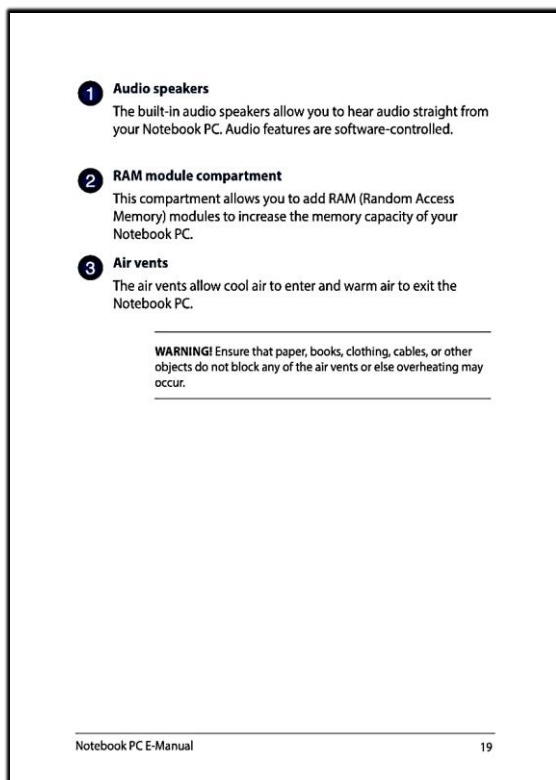 1 Audio speakers
The built-in audio speakers allow you to hear audio straight from
your Notebook PC. Audio features are software-controlled.
2 RAM module compartment
This compartment allows you to add RAM (Random Access
Memory) modules to increase the memory capacity of your
Notebook PC.
3 Air vents
The air vents allow cool air to enter and warm air to exit the
Notebook PC.
WARNING! Ensure that paper, books, clothing, cables, or other
objects do not block any of the air vents or else overheating may
occur.
Notebook PC E-Manual 19